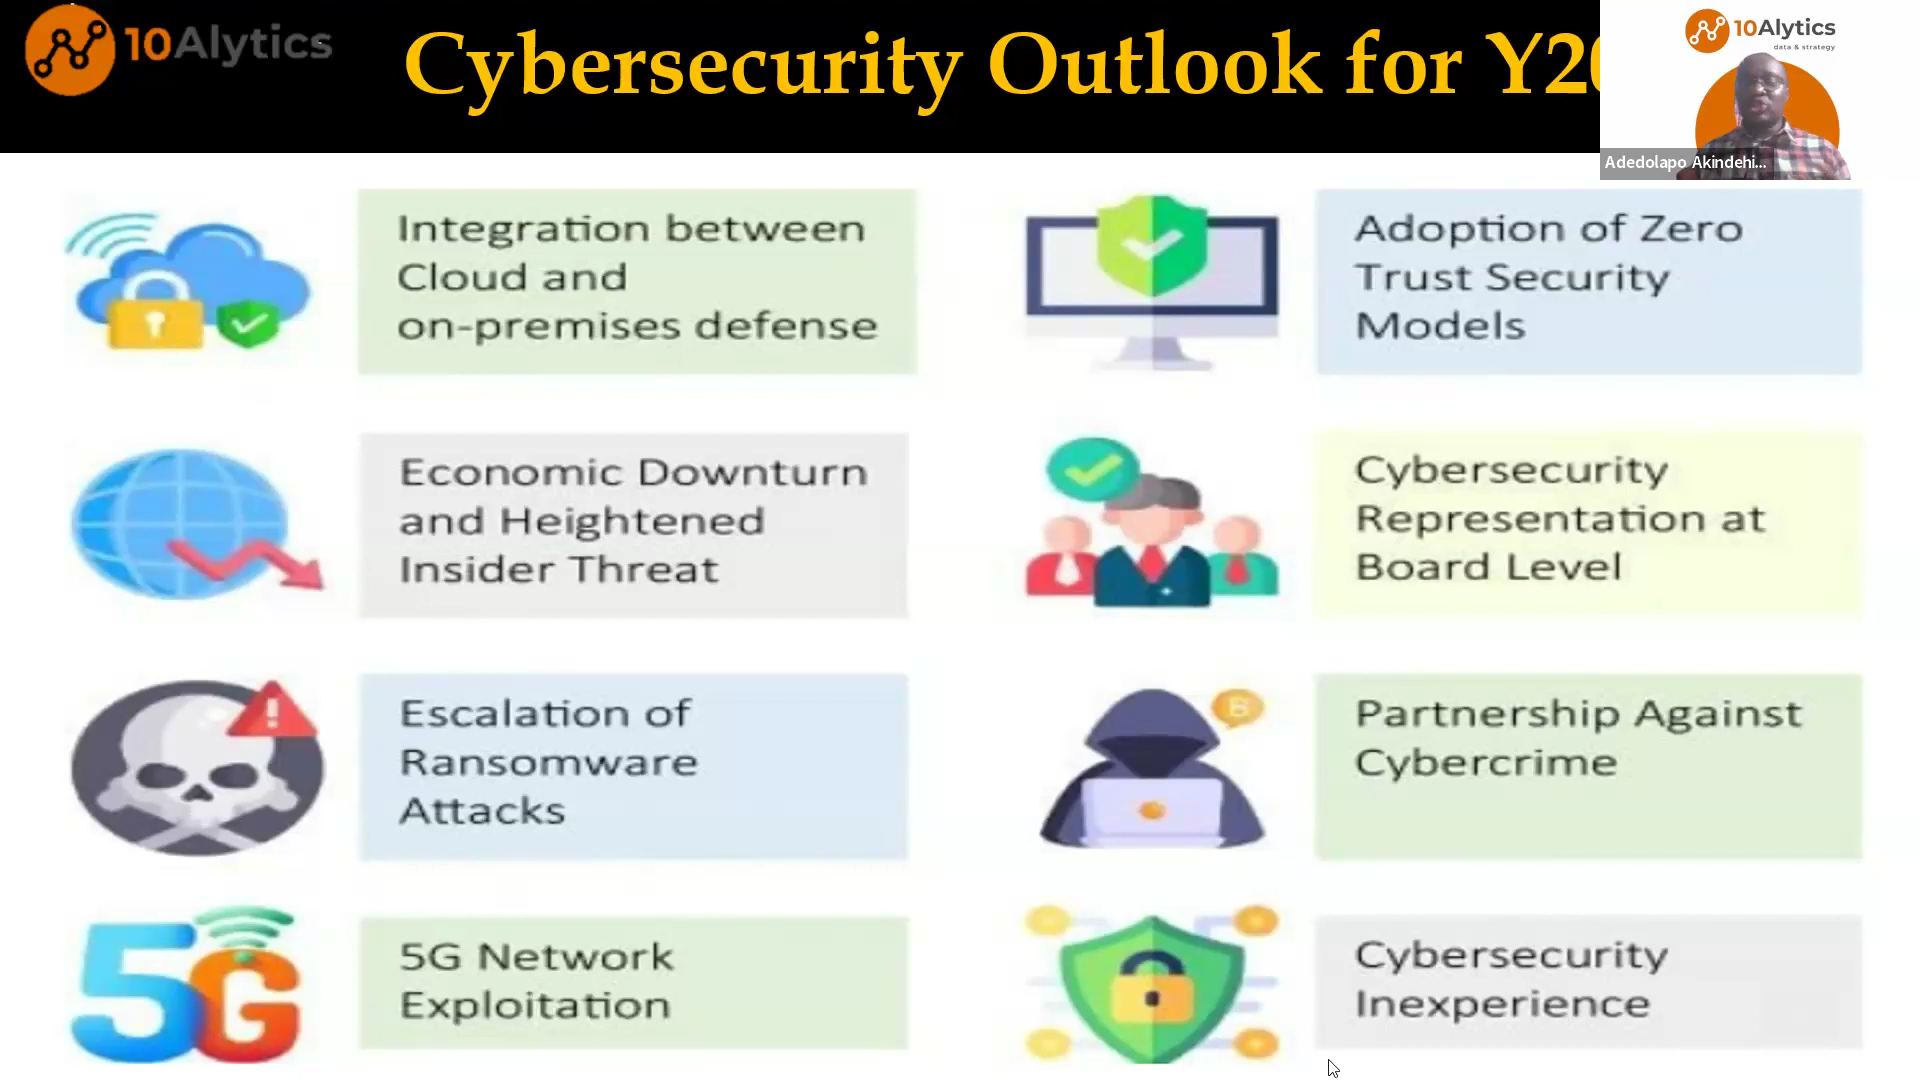 10Alytics
Cybersecurity Outlook for Y20
10Alytics
data & strategy
Adedolapo Akindehi...
Integration between
Cloud and
on-premises defense
Adoption of Zero
Trust Security
Models
Economic Downturn
and Heightened
Insider Threat
Cybersecurity
Representation at
Board Level
Escalation of
Ransomware
Attacks
Partnership Against
Cybercrime
5G
5G Network
Exploitation
Cybersecurity
Inexperience